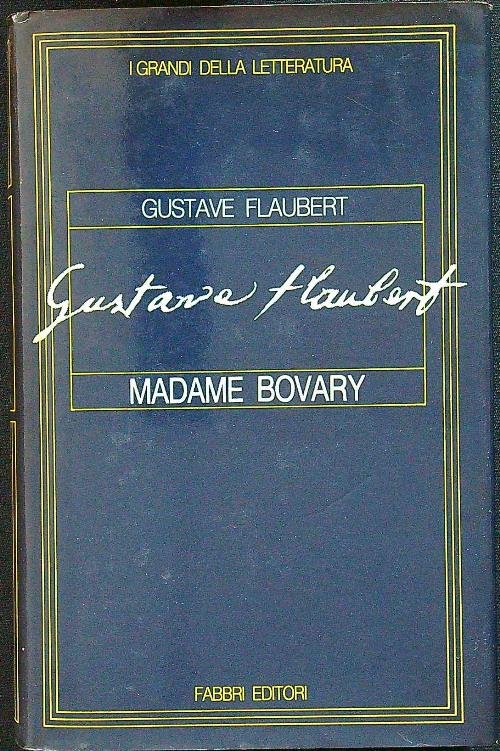 I GRANDI DELLA LETTERATURA
GUSTAVE FLAUBERT
Gustave Flaubert
MADAME BOVARY
FABBRI EDITORI